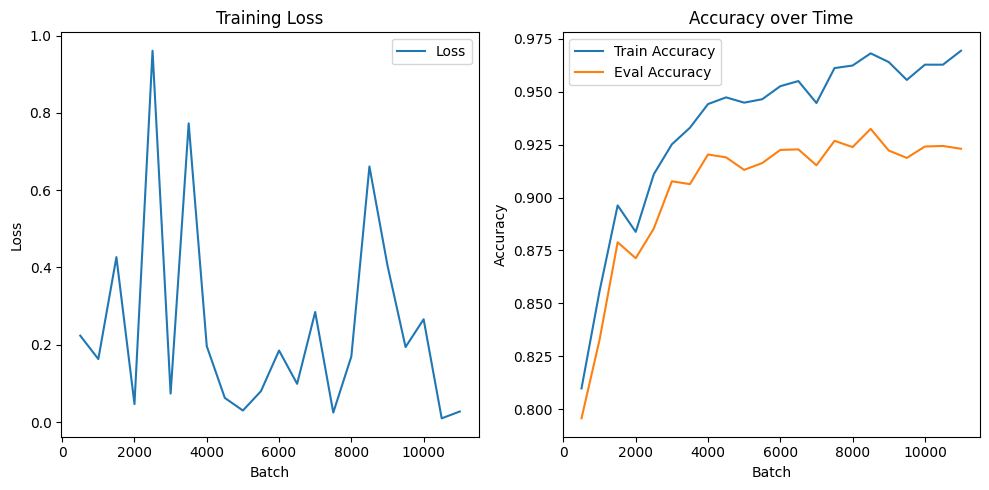 Training Loss
Loss
1.0
0.8
0.6
0.4
0.2
0.0
Loss
0 2000 4000 6000 8000 10000
Batch
Accuracy over Time
Train Accuracy
Eval Accuracy
0.975
0.950
0.925
0.900
0.875
0.850
0.825
0.800
Accuracy
0 2000 4000 6000 8000 10000
Batch